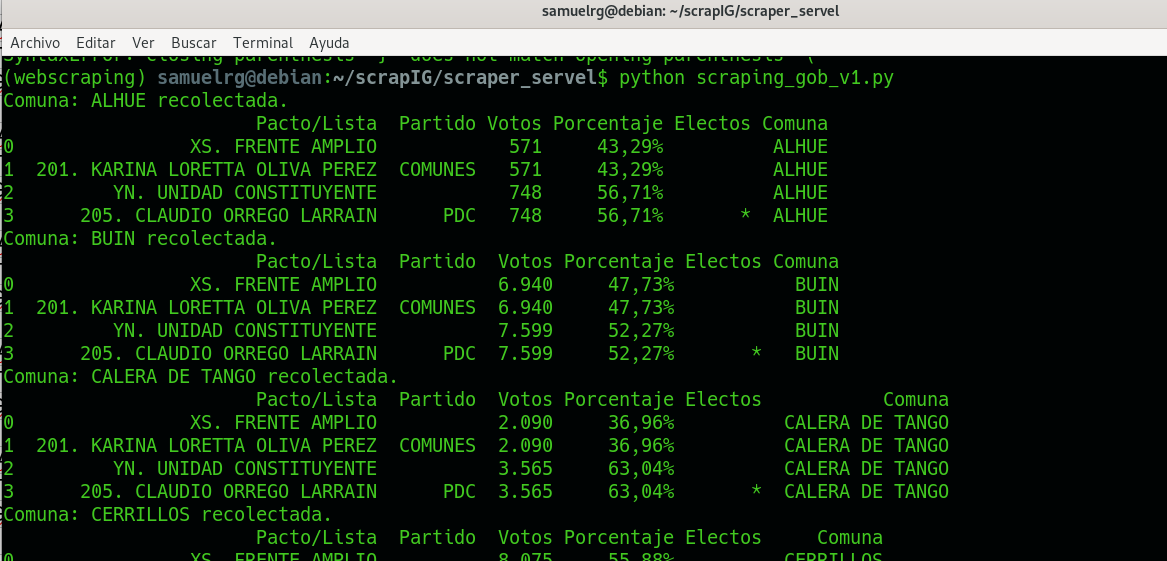 samuelrg@debian: ~/scrapIG/scraper_servel
Archivo Editar Ver Buscar Terminal Ayuda
SyntaxError: closing parenthesis ']' does not match opening parenthesis '('
(webscraping) samuelrg@debian:~/scrapIG/scraper_servel$ python scraping_gob_v1.py
Comuna: ALHUE recolectada.
Pacto/Lista Partido Votos Porcentaje Electos Comuna
0 XS. FRENTE AMPLIO 571 43,29% ALHUE
1 201. KARINA LORETTA OLIVA PEREZ COMUNES 571 43,29% ALHUE
2 YN. UNIDAD CONSTITUYENTE 748 56,71% ALHUE
3 205. CLAUDIO ORREGO LARRAIN PDC 748 56,71% * ALHUE
Comuna: BUIN recolectada.
Pacto/Lista Partido Votos Porcentaje Electos Comuna
0 XS. FRENTE AMPLIO 6.940 47,73% BUIN
1 201. KARINA LORETTA OLIVA PEREZ COMUNES 6.940 47,73% BUIN
2 YN. UNIDAD CONSTITUYENTE 7.599 52,27% BUIN
3 205. CLAUDIO ORREGO LARRAIN PDC 7.599 52,27% * BUIN
Comuna: CALERA DE TANGO recolectada.
Pacto/Lista Partido Votos Porcentaje Electos Comuna
0 XS. FRENTE AMPLIO 2.090 36,96% CALERA DE TANGO
1 201. KARINA LORETTA OLIVA PEREZ COMUNES 2.090 36,96% CALERA DE TANGO
2 YN. UNIDAD CONSTITUYENTE 3.565 63,04% CALERA DE TANGO
3 205. CLAUDIO ORREGO LARRAIN PDC 3.565 63,04% * CALERA DE TANGO
Comuna: CERRILLOS recolectada.
Pacto/Lista Partido Votos Porcentaje Electos Comuna
0 XS. FRENTE AMPLIO 8.075 55,88% CERRILLOS